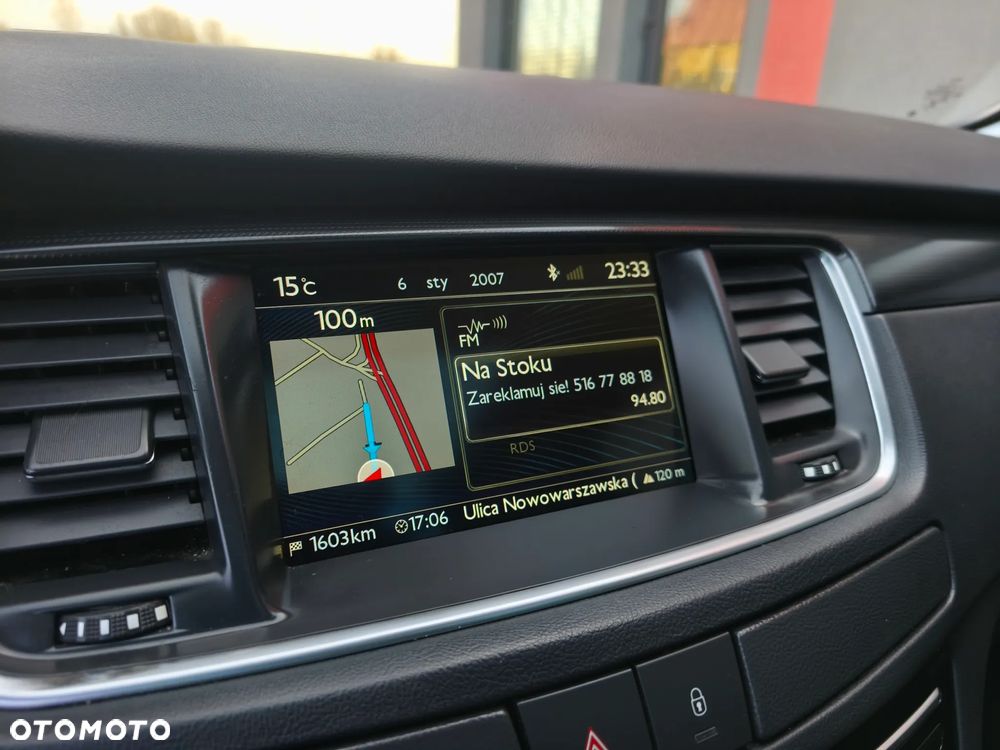 15°C 6 sty 2007 23:33
100 m
FM
Na Stoku
Zareklamuj sie! 516 77 88 18
94.80
RDS
1603km 17:06 Ulica Nowowarszawska ( 120 m
OTOMOTO